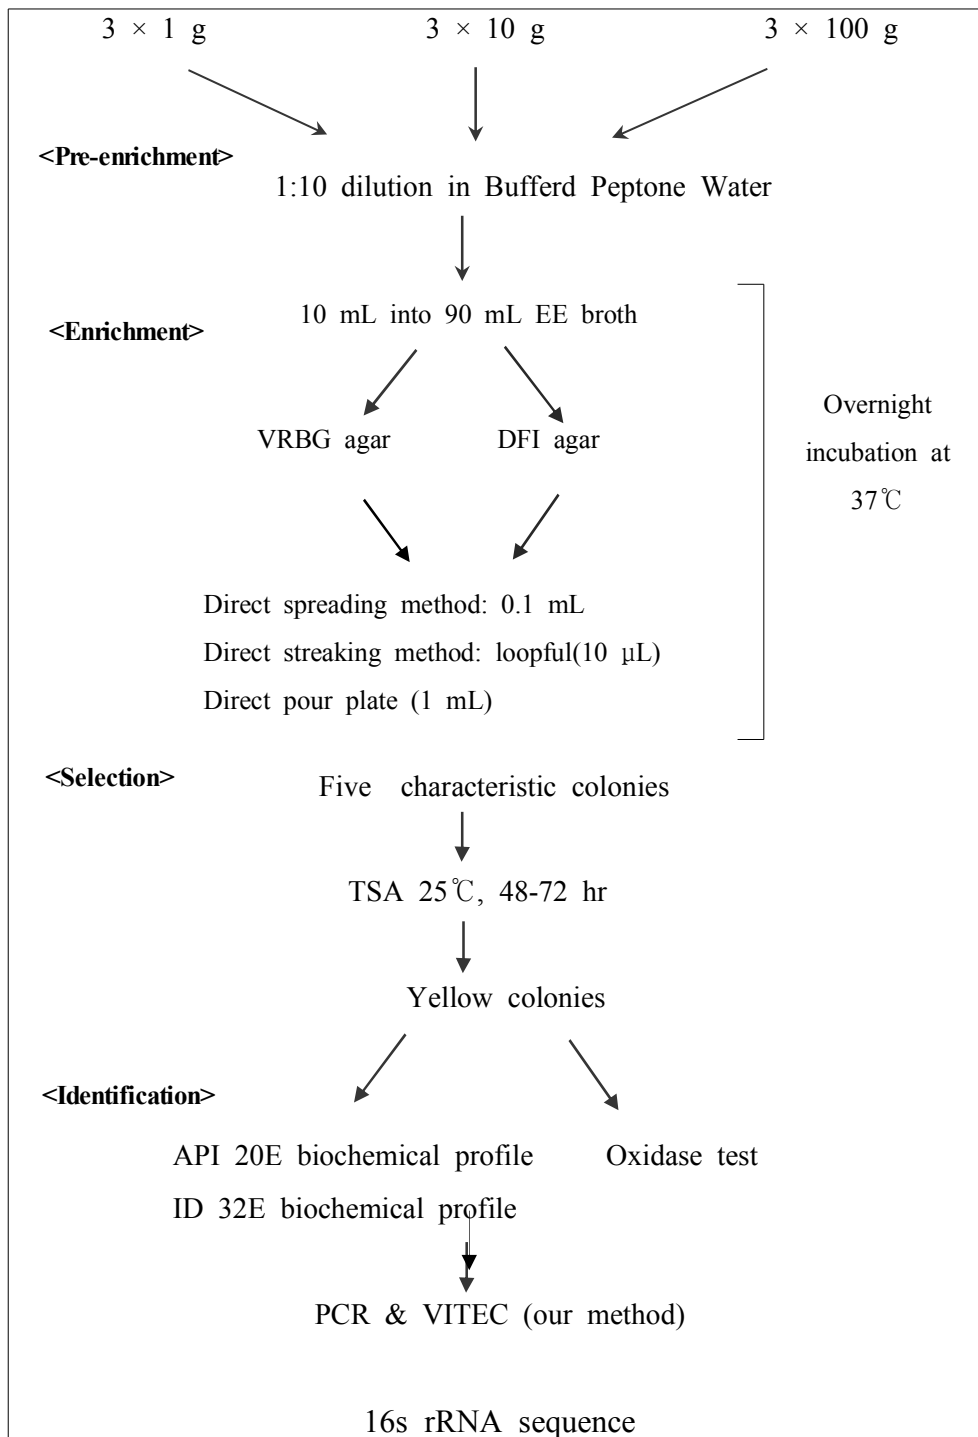 3 × 1 g 3 × 10 g 3 × 100 g
<Pre-enrichment>
1:10 dilution in Bufferd Peptone Water
10 mL into 90 mL EE broth
<Enrichment>
VRBG agar DFI agar
Overnight
incubation at
37℃
Direct spreading method: 0.1 mL
Direct streaking method: loopful(10 μL)
Direct pour plate (1 mL)
<Selection>
Five characteristic colonies
TSA 25℃, 48-72 hr
Yellow colonies
<Identification>
API 20E biochemical profile Oxidase test
ID 32E biochemical profile
PCR & VITEC (our method)
16s rRNA sequence